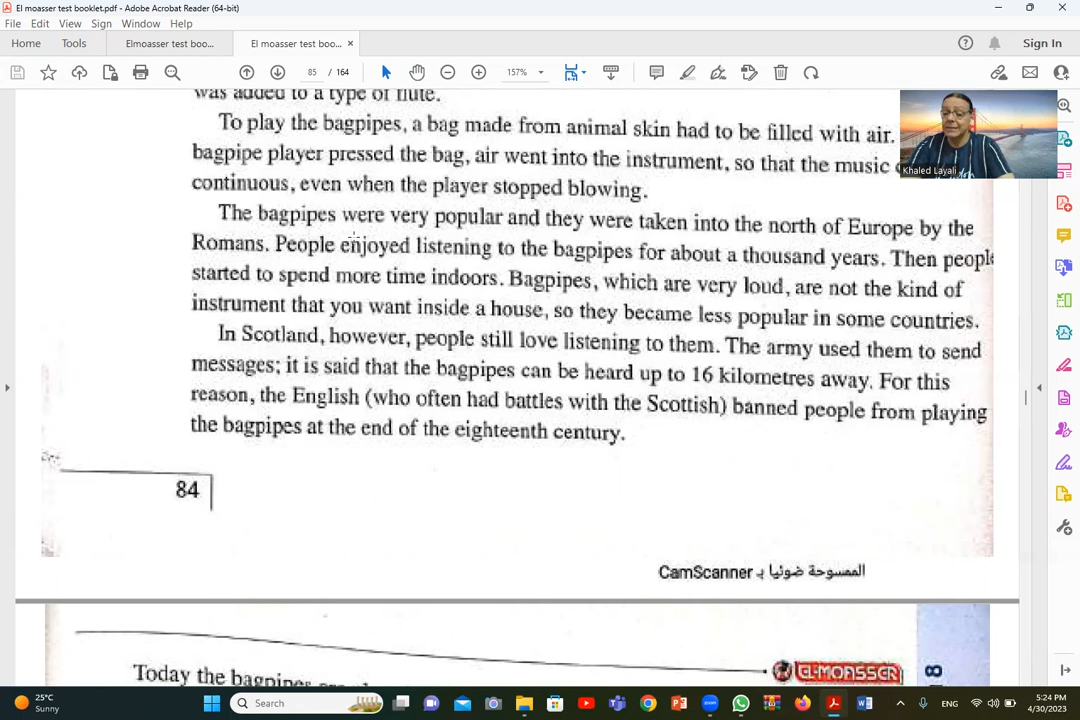 El moasser test booklet.pdf - Adobe Acrobat Reader (64-bit)
File Edit View Sign Window Help
Home Tools Elmoasser test boo... El moasser test boo... × Sign In
85 / 164 157%
was added to a type of flute.
To play the bagpipes, a bag made from animal skin had to be filled with air.
bagpipe player pressed the bag, air went into the instrument, so that the music
continuous, even when the player stopped blowing.
Khaled Layali
The bagpipes were very popular and they were taken into the north of Europe by the
Romans. People enjoyed listening to the bagpipes for about a thousand years. Then peopl
started to spend more time indoors. Bagpipes, which are very loud, are not the kind of
instrument that you want inside a house, so they became less popular in some countries.
In Scotland, however, people still love listening to them. The army used them to send
messages; it is said that the bagpipes can be heard up to 16 kilometres away. For this
reason, the English (who often had battles with the Scottish) banned people from playing
the bagpipes at the end of the eighteenth century.
84
الممسوحة ضوئيا بـ CamScanner
EL-MOASSER
8
Today the bagpipes
25°C
Sunny
Search
ENG
5:24 PM
4/30/2023